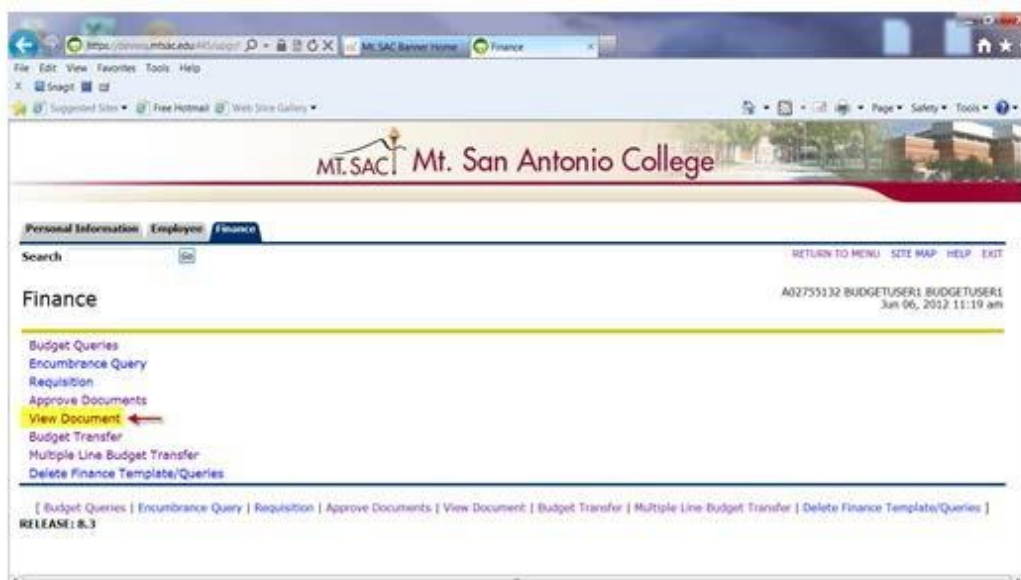 Mt. SAC Banner Home Finance x
File Edit View Favorites Tools Help
x Snagit
Suggested Sites Free Hotmail Web Slice Gallery Page Safety Tools
MT. SAC Mt. San Antonio College
Personal Information Employee Finance
Search Go RETURN TO MENU SITE MAP HELP EXIT
Finance A02755132 BUDGETUSER1 BUDGETUSER1
Jun 06, 2012 11:19 am
Budget Queries
Encumbrance Query
Requisition
Approve Documents
View Document
Budget Transfer
Multiple Line Budget Transfer
Delete Finance Template/Queries
[ Budget Queries | Encumbrance Query | Requisition | Approve Documents | View Document | Budget Transfer | Multiple Line Budget Transfer | Delete Finance Template/Queries ]
RELEASE: 8.3